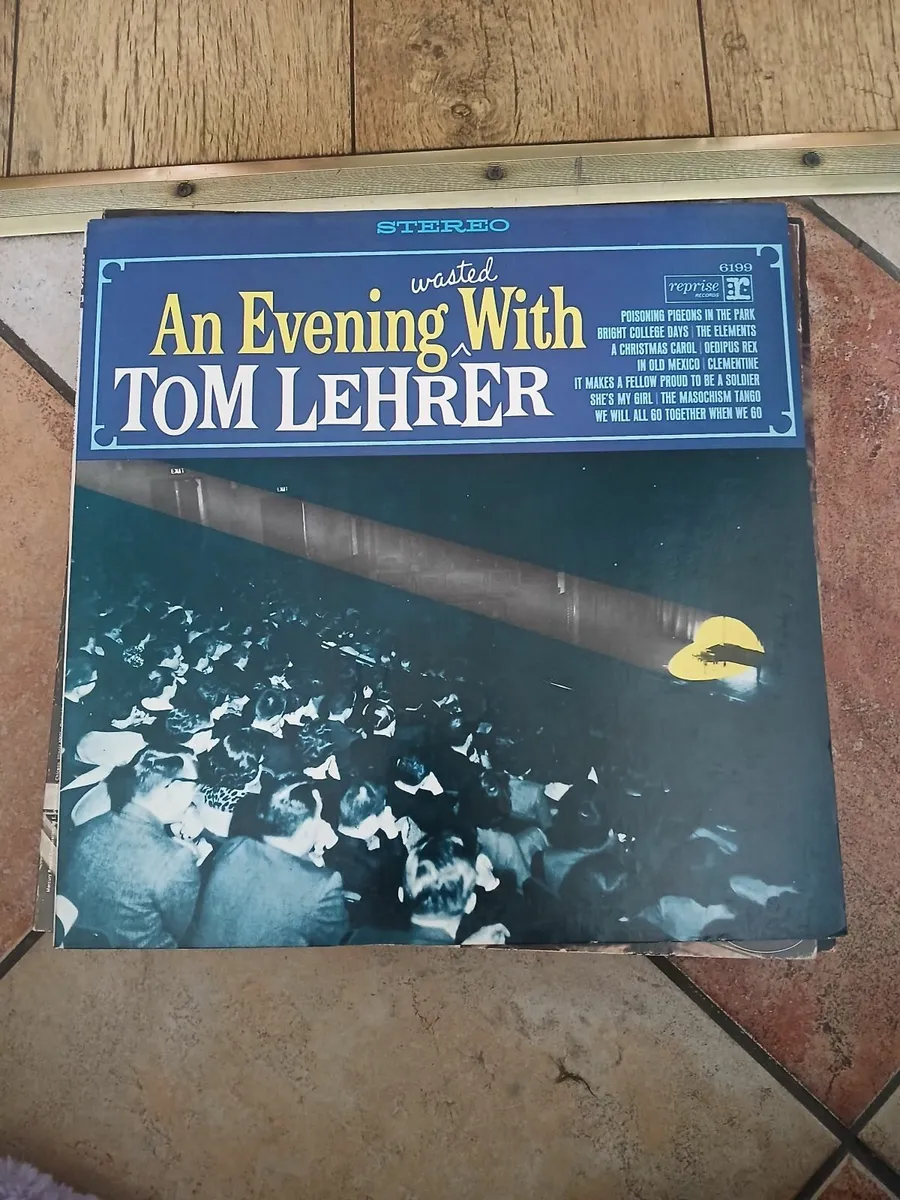 STEREO
wasted
An Evening ^ With
TOM LEHRER
6199
reprise
RECORDS
POISONING PIGEONS IN THE PARK
BRIGHT COLLEGE DAYS | THE ELEMENTS
A CHRISTMAS CAROL | OEDIPUS REX
IN OLD MEXICO | CLEMENTINE
IT MAKES A FELLOW PROUD TO BE A SOLDIER
SHE'S MY GIRL | THE MASOCHISM TANGO
WE WILL ALL GO TOGETHER WHEN WE GO
EXIT
EXIT